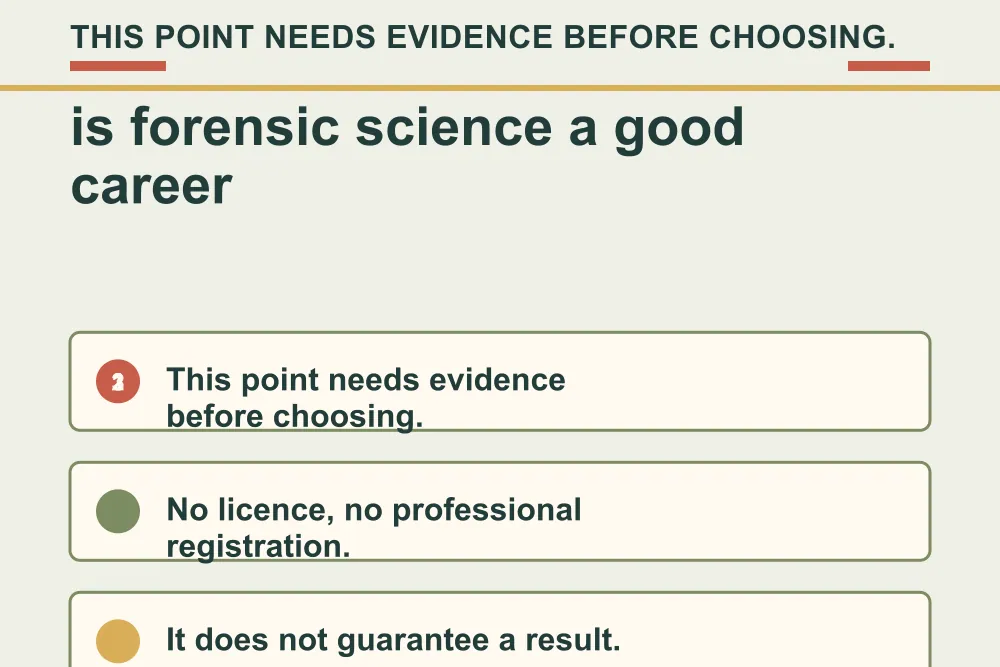 THIS POINT NEEDS EVIDENCE BEFORE CHOOSING.
is forensic science a good
career
This point needs evidence
before choosing.
No licence, no professional
registration.
It does not guarantee a result.